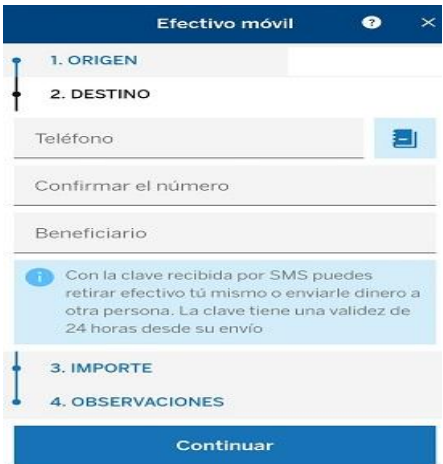 Efectivo móvil ? ×
1. ORIGEN
2. DESTINO
Teléfono
Confirmar el número
Beneficiario
i Con la clave recibida por SMS puedes
retirar efectivo tú mismo o enviarle dinero a
otra persona. La clave tiene una validez de
24 horas desde su envío
3. IMPORTE
4. OBSERVACIONES
Continuar